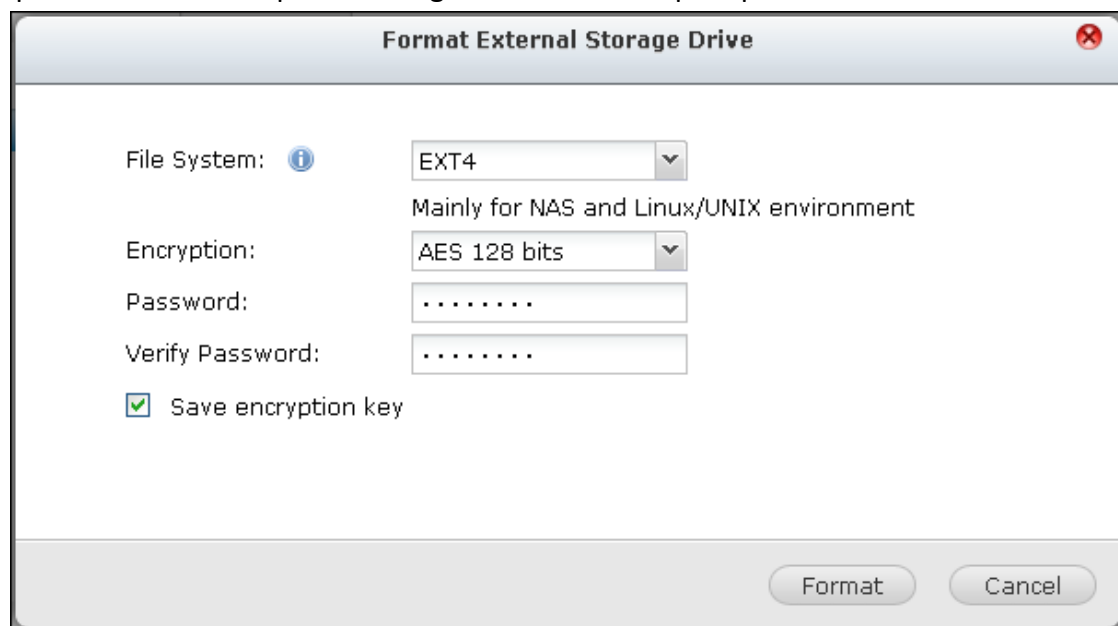 Format External Storage Drive
File System:
EXT4
Mainly for NAS and Linux/UNIX environment
Encryption:
AES 128 bits
Password:
........
Verify Password:
........
Save encryption key
Format
Cancel